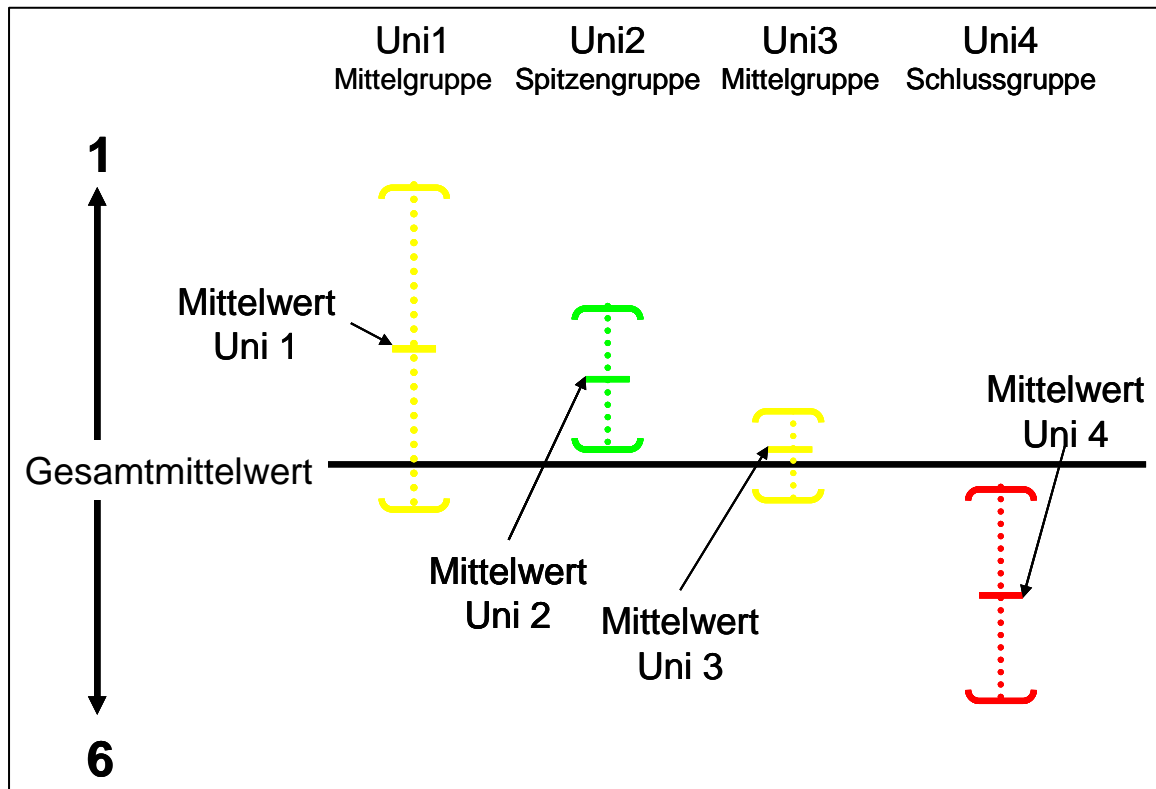 Uni1
Mittelgruppe
Uni2
Spitzengruppe
Uni3
Mittelgruppe
Uni4
Schlussgruppe
1
Mittelwert
Uni 1
Mittelwert
Uni 4
Gesamtmittelwert
Mittelwert
Uni 2
Mittelwert
Uni 3
6